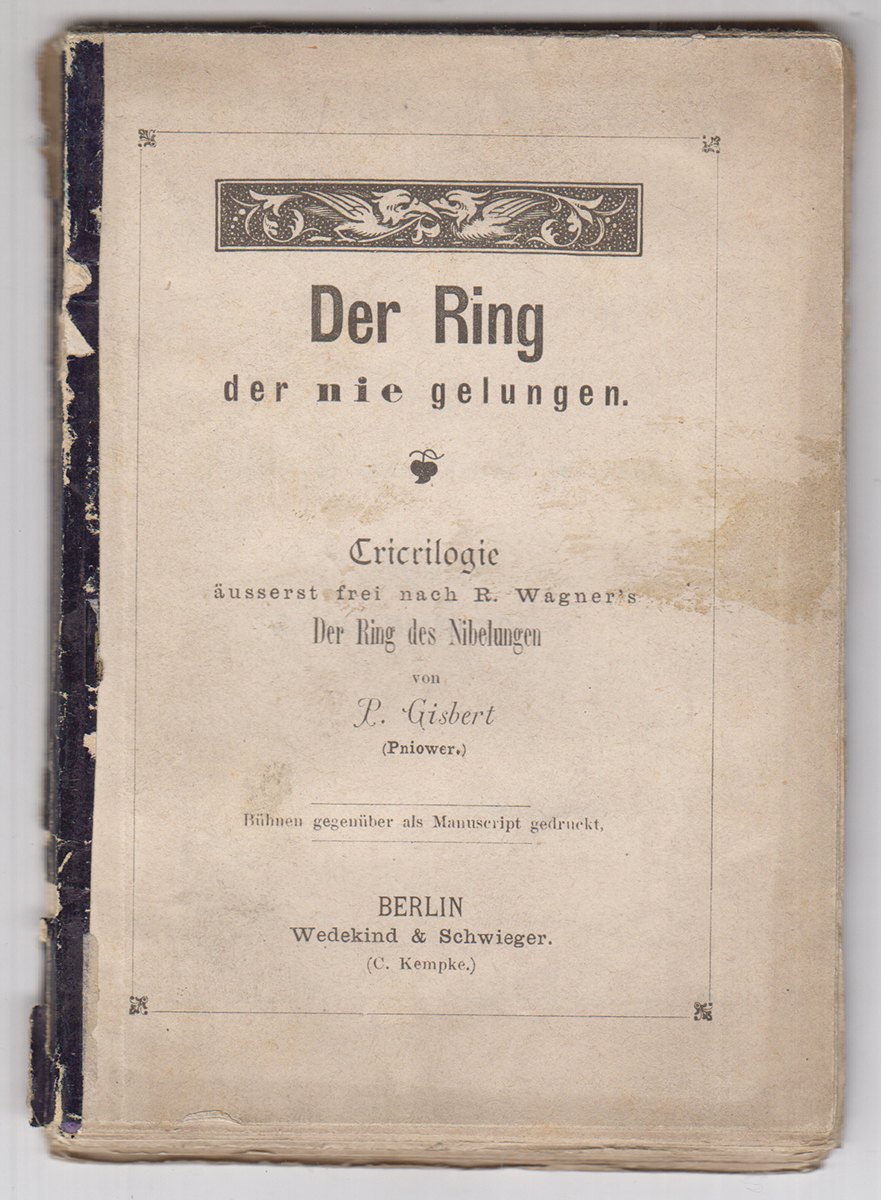 Der Ring
der nie gelungen.
Cricrilogie
äusserst frei nach R. Wagner's
Der Ring des Nibelungen
von
P. Gisbert
(Pniower.)
Bühnen gegenüber als Manuscript gedruckt,
BERLIN
Wedekind & Schwieger.
(C. Kempke.)